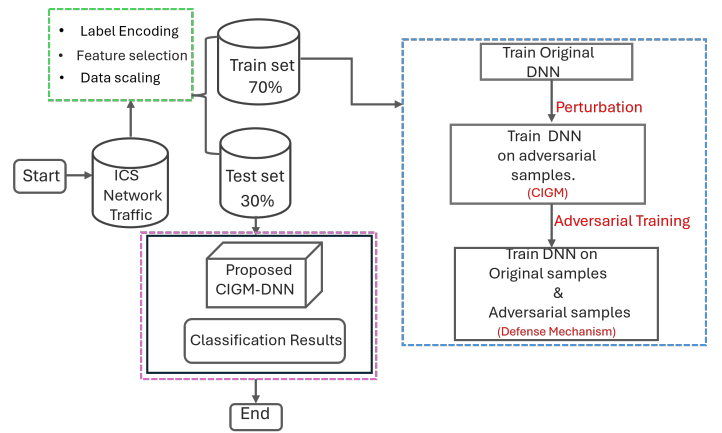 Label Encoding
Feature selection
Data scaling
Train set
70%
Start
ICS
Network
Traffic
Test set
30%
Proposed
CIGM-DNN
Classification Results
End
Train Original
DNN
Perturbation
Train DNN
on adversarial
samples.
(CIGM)
Adversarial Training
Train DNN on
Original samples
&
Adversarial samples
(Defense Mechanism)